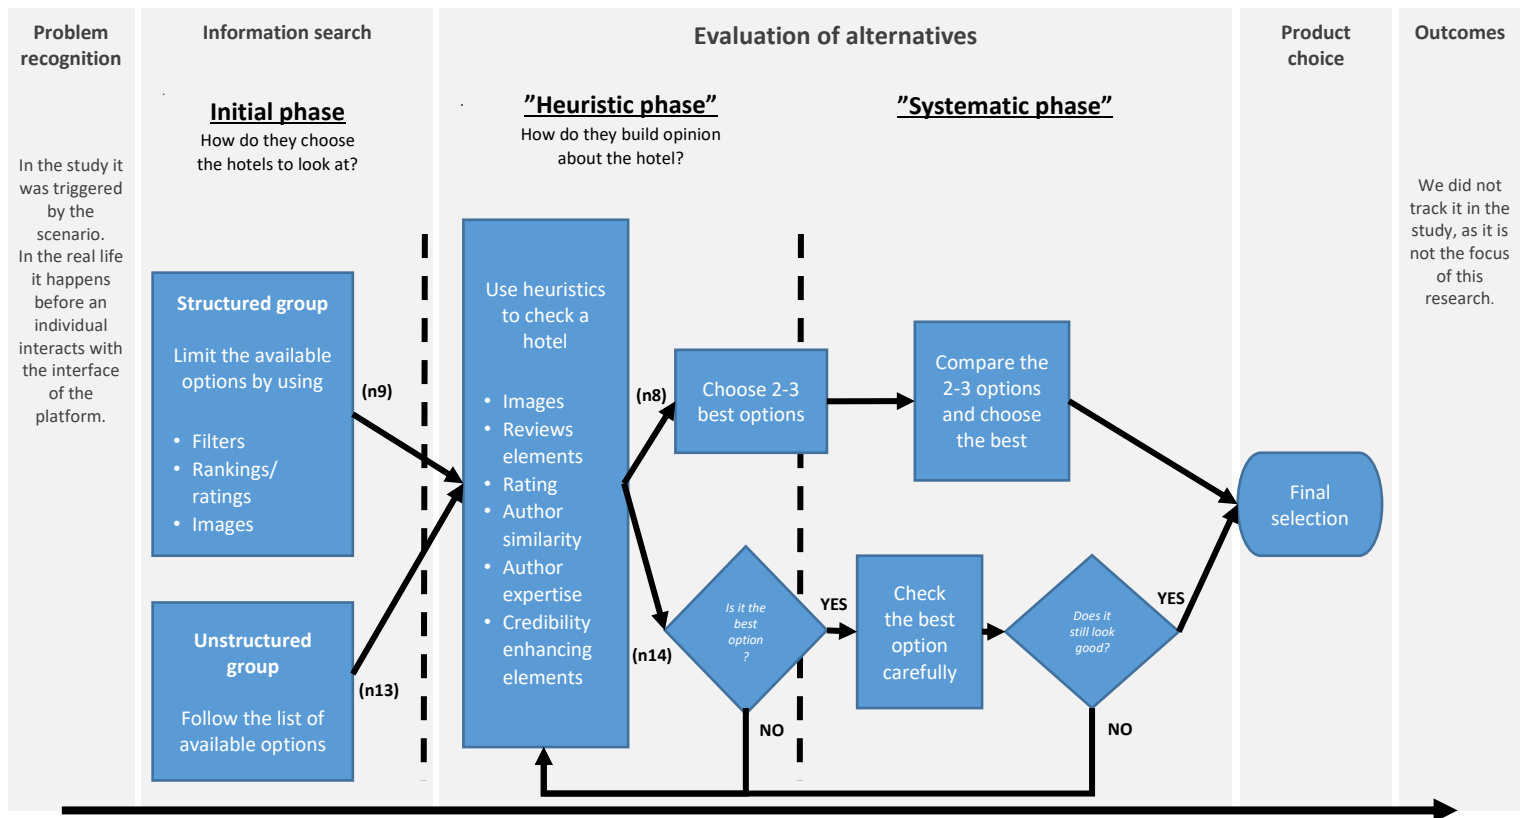 Problem
recognition
Information search
Evaluation of alternatives
Product
choice
Outcomes
Initial phase
How do they choose
the hotels to look at?
”Heuristic phase”
How do they build opinion
about the hotel?
”Systematic phase”
In the study it
was triggered
by the
scenario.
In the real life
it happens
before an
individual
interacts with
the interface
of the
platform.
Structured group
Limit the available
options by using
• Filters
• Rankings/
ratings
• Images
(n9)
Unstructured
group
Follow the list of
available options
(n13)
Use heuristics
to check a
hotel
• Images
• Reviews
elements
• Rating
• Author
similarity
• Author
expertise
• Credibility
enhancing
elements
(n8)
Choose 2-3
best options
Compare the
2-3 options
and choose
the best
(n14)
Is it the
best
option
?
YES
NO
Check
the best
option
carefully
Does it
still look
good?
YES
NO
Final
selection
We did not
track it in the
study, as it is
not the focus
of this
research.